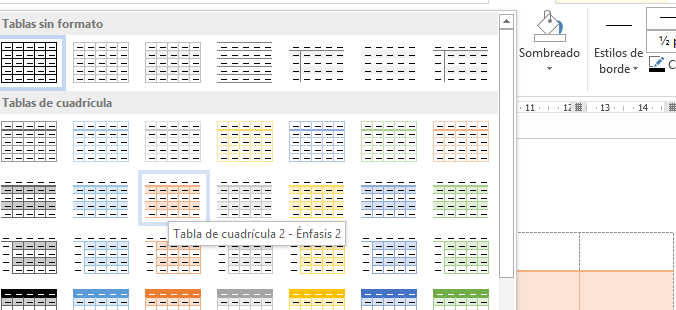 Tablas sin formato
Tablas de cuadrícula
Tabla de cuadrícula 2 - Énfasis 2
Sombreado
Estilos de
borde
½ p
C
11
12
13
14